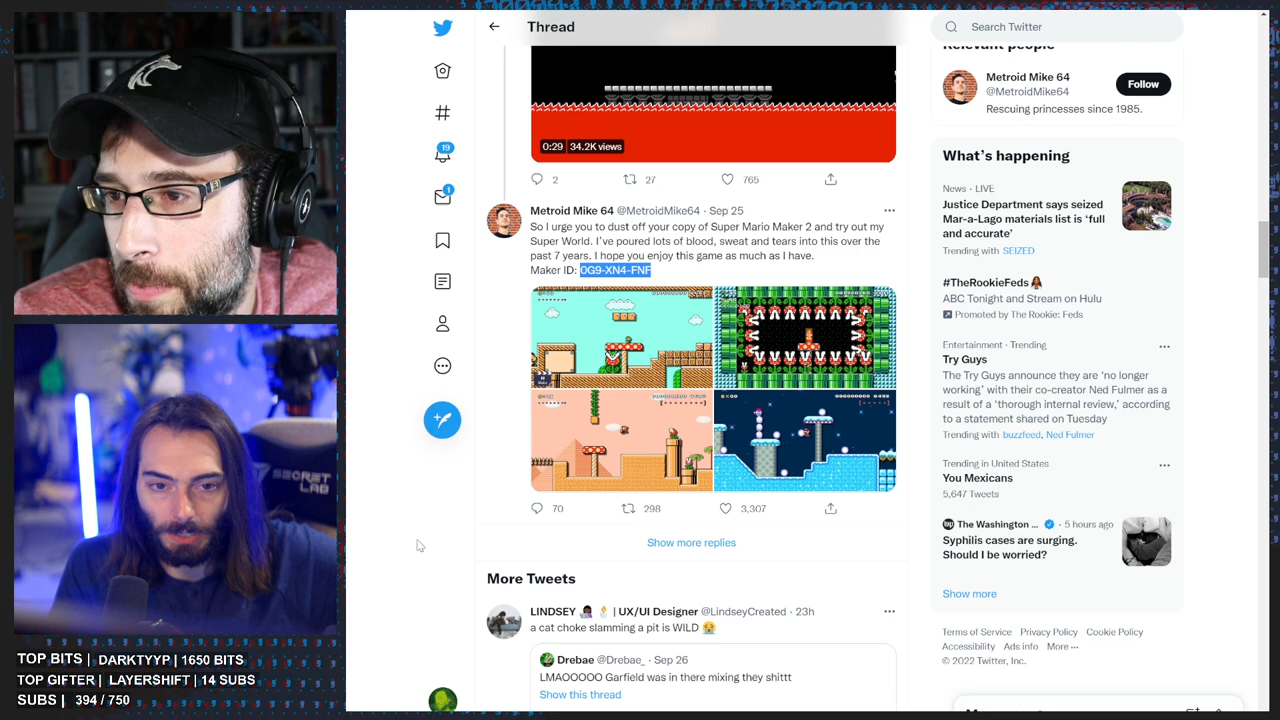 Thread
Search Twitter
Relevant people
Metroid Mike 64
@MetroidMike64
Rescuing princesses since 1985.
Follow
0:29 34.2K views
2 27 765
Metroid Mike 64 @MetroidMike64 · Sep 25
So I urge you to dust off your copy of Super Mario Maker 2 and try out my
Super World. I've poured lots of blood, sweat and tears into this over the
past 7 years. I hope you enjoy this game as much as I have.
Maker ID: 0G9-XN4-FNF
70 298 3,307
Show more replies
More Tweets
LINDSEY | UX/UI Designer @LindseyCreated · 23h
a cat choke slamming a pit is WILD
Drebae @Drebae_ · Sep 26
LMAOOOOO Garfield was in there mixing they shittt
Show this thread
19
1
What's happening
News · LIVE
Justice Department says seized
Mar-a-Lago materials list is 'full
and accurate'
Trending with SEIZED
#TheRookieFeds
ABC Tonight and Stream on Hulu
Promoted by The Rookie: Feds
Entertainment · Trending
Try Guys
The Try Guys announce they are 'no longer
working' with their co-creator Ned Fulmer as a
result of a 'thorough internal review,' according
to a statement shared on Tuesday
Trending with buzzfeed, Ned Fulmer
Trending in United States
You Mexicans
5,647 Tweets
The Washington ... · 5 hours ago
Syphilis cases are surging.
Should I be worried?
Show more
Terms of Service Privacy Policy Cookie Policy
Accessibility Ads info More ···
© 2022 Twitter, Inc.
SECRET
LAB
TOP BITS | DARKTYYP | 1650 BITS
TOP GIFTER | LAYERSHIFT | 14 SUBS
SUBS | 694 / 750